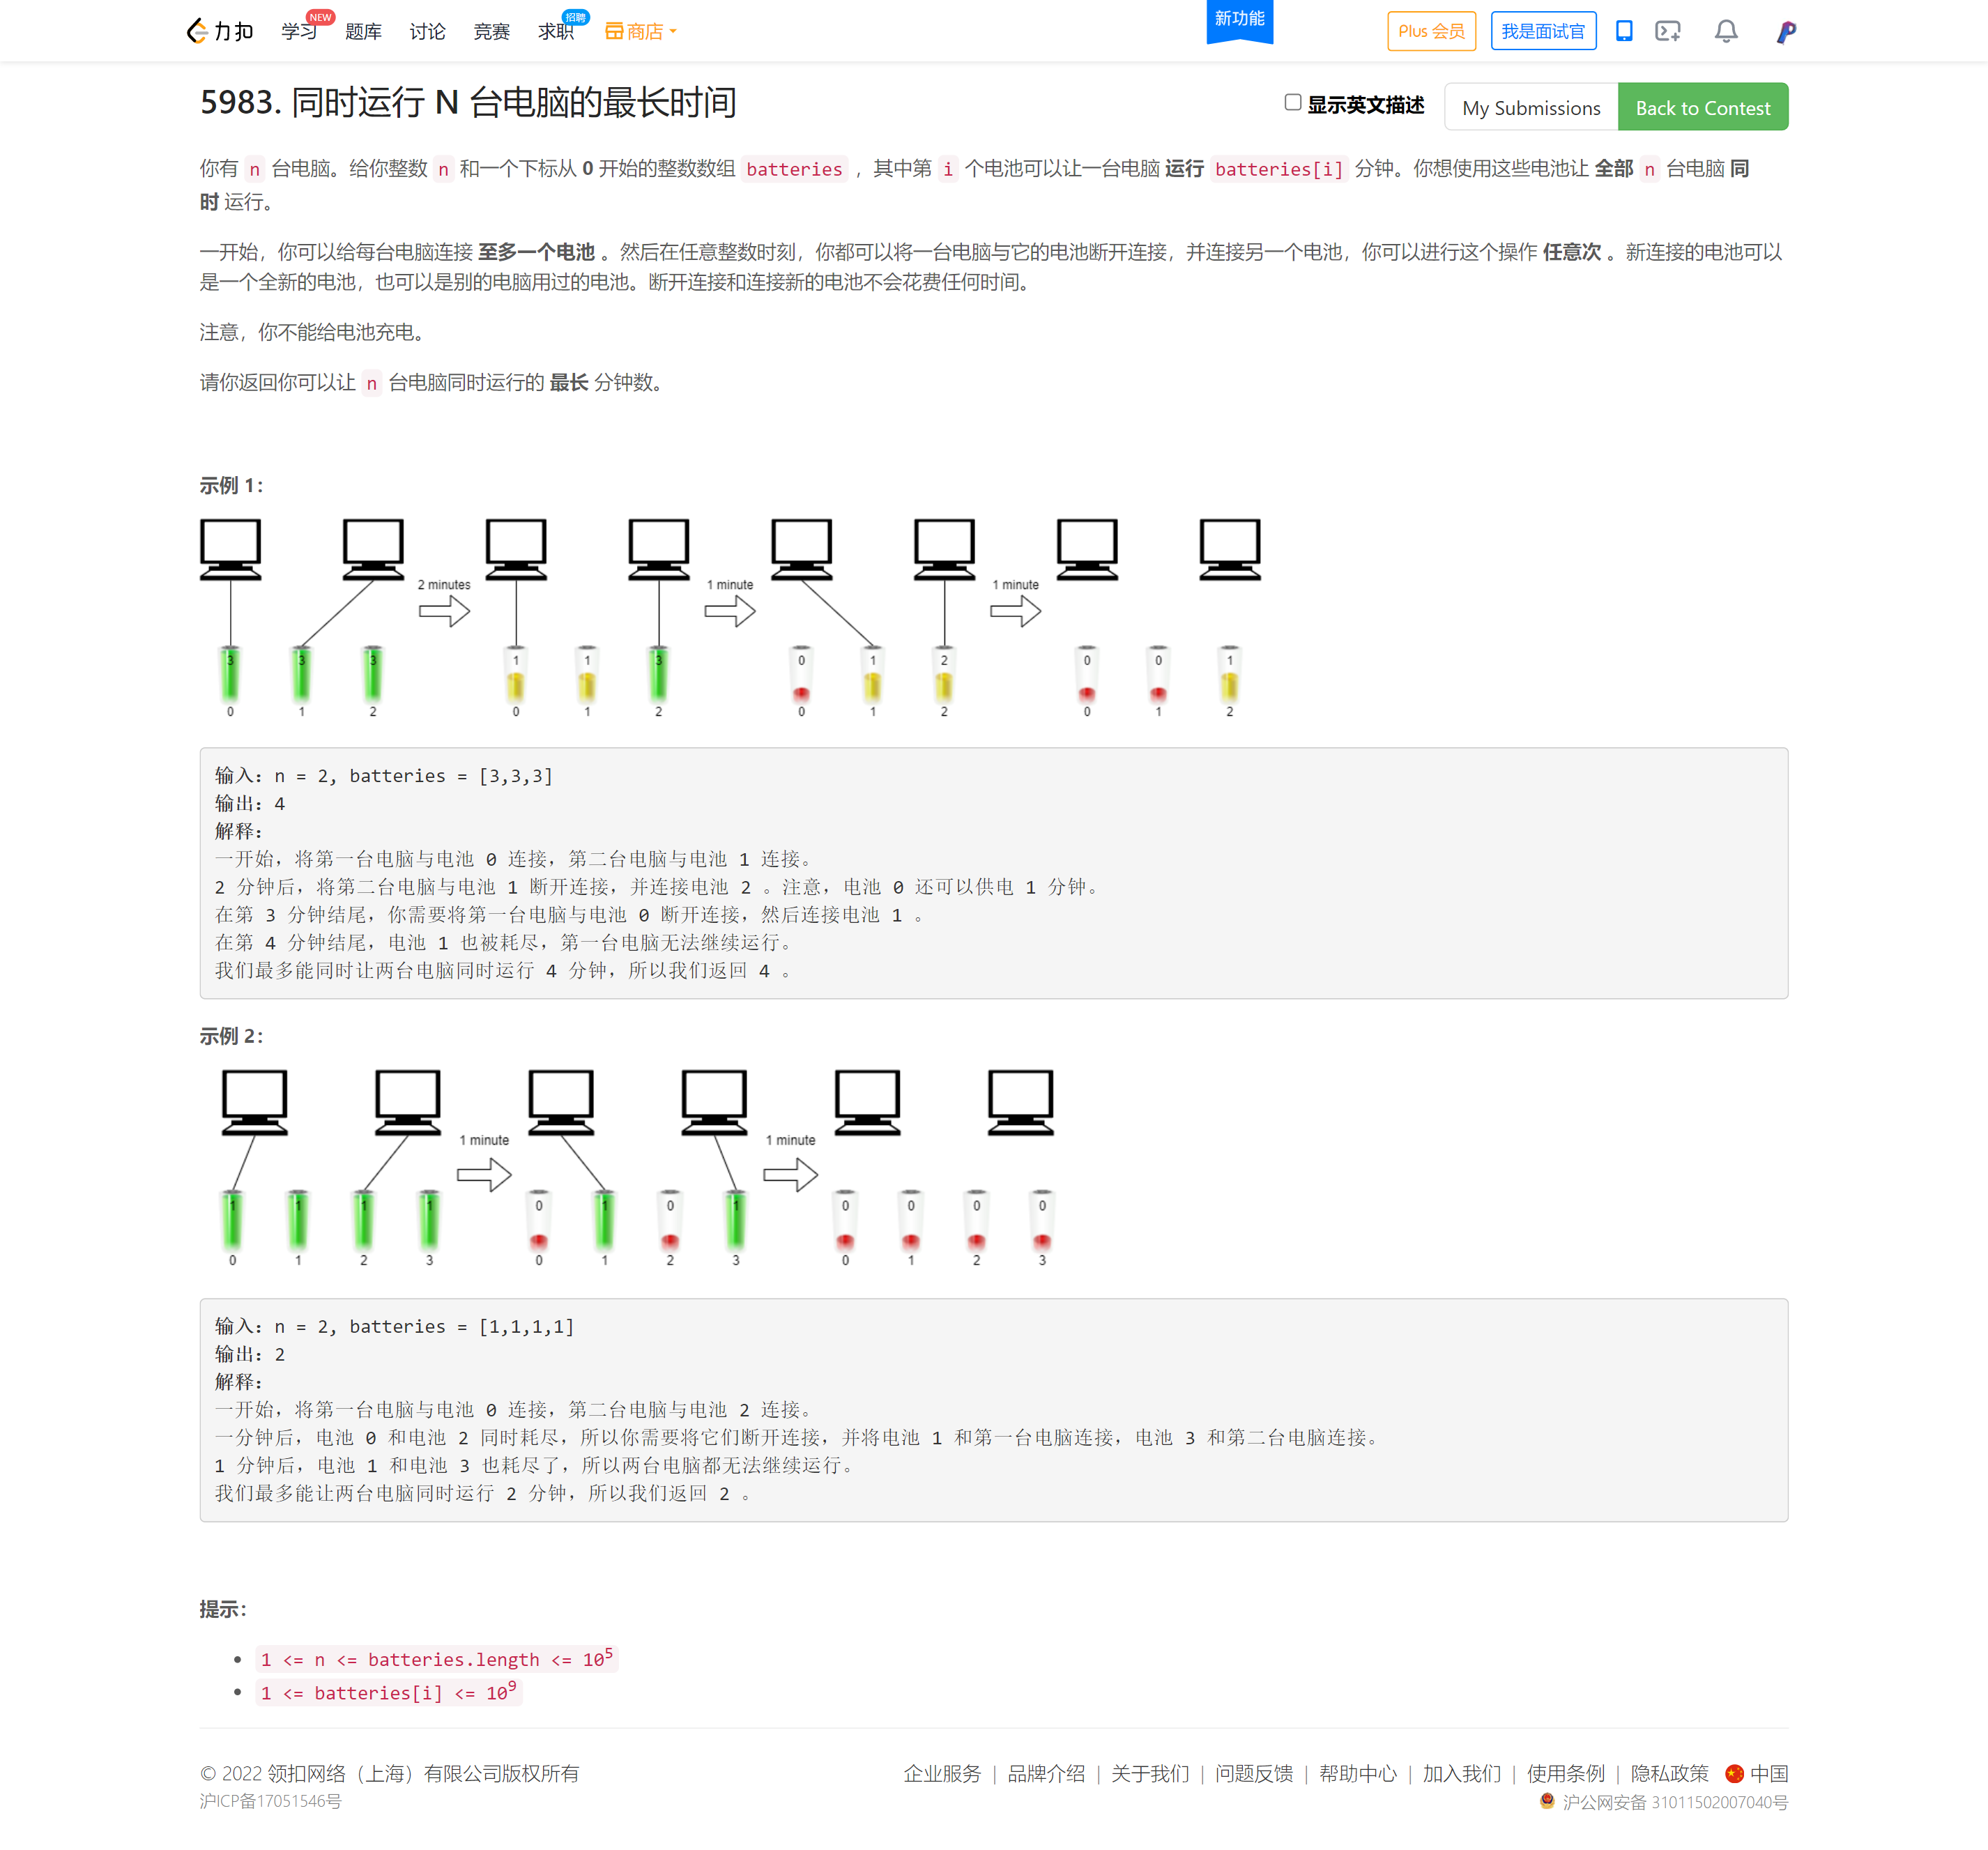 力扣 学习 NEW 题库 讨论 竞赛 求职 招聘 商店 新功能 Plus 会员 我是面试官
5983. 同时运行 N 台电脑的最长时间 显示英文描述 My Submissions Back to Contest
你有 n 台电脑。给你整数 n 和一个下标从 0 开始的整数数组 batteries ，其中第 i 个电池可以让一台电脑 运行 batteries[i] 分钟。你想使用这些电池让 全部 n 台电脑 同
时 运行。
一开始，你可以给每台电脑连接 至多一个电池 。然后在任意整数时刻，你都可以将一台电脑与它的电池断开连接，并连接另一个电池，你可以进行这个操作 任意次 。新连接的电池可以
是一个全新的电池，也可以是别的电脑用过的电池。断开连接和连接新的电池不会花费任何时间。
注意，你不能给电池充电。
请你返回你可以让 n 台电脑同时运行的 最长 分钟数。
示例 1：
2 minutes 1 minute 1 minute
3 3 3 1 1 3 0 1 2 0 0 1
0 1 2 0 1 2 0 1 2 0 1 2
输入：n = 2, batteries = [3,3,3]
输出：4
解释：
一开始，将第一台电脑与电池 0 连接，第二台电脑与电池 1 连接。
2 分钟后，将第二台电脑与电池 1 断开连接，并连接电池 2 。注意，电池 0 还可以供电 1 分钟。
在第 3 分钟结尾，你需要将第一台电脑与电池 0 断开连接，然后连接电池 1 。
在第 4 分钟结尾，电池 1 也被耗尽，第一台电脑无法继续运行。
我们最多能同时让两台电脑同时运行 4 分钟，所以我们返回 4 。
示例 2：
1 minute 1 minute
1 1 1 1 0 1 0 1 0 0 0 0
0 1 2 3 0 1 2 3 0 1 2 3
输入：n = 2, batteries = [1,1,1,1]
输出：2
解释：
一开始，将第一台电脑与电池 0 连接，第二台电脑与电池 2 连接。
一分钟后，电池 0 和电池 2 同时耗尽，所以你需要将它们断开连接，并将电池 1 和第一台电脑连接，电池 3 和第二台电脑连接。
1 分钟后，电池 1 和电池 3 也耗尽了，所以两台电脑都无法继续运行。
我们最多能让两台电脑同时运行 2 分钟，所以我们返回 2 。
提示：
• 1 <= n <= batteries.length <= 10⁵
• 1 <= batteries[i] <= 10⁹
© 2022 领扣网络（上海）有限公司版权所有 企业服务 | 品牌介绍 | 关于我们 | 问题反馈 | 帮助中心 | 加入我们 | 使用条例 | 隐私政策 中国
沪ICP备17051546号 沪公网安备 31011502007040号